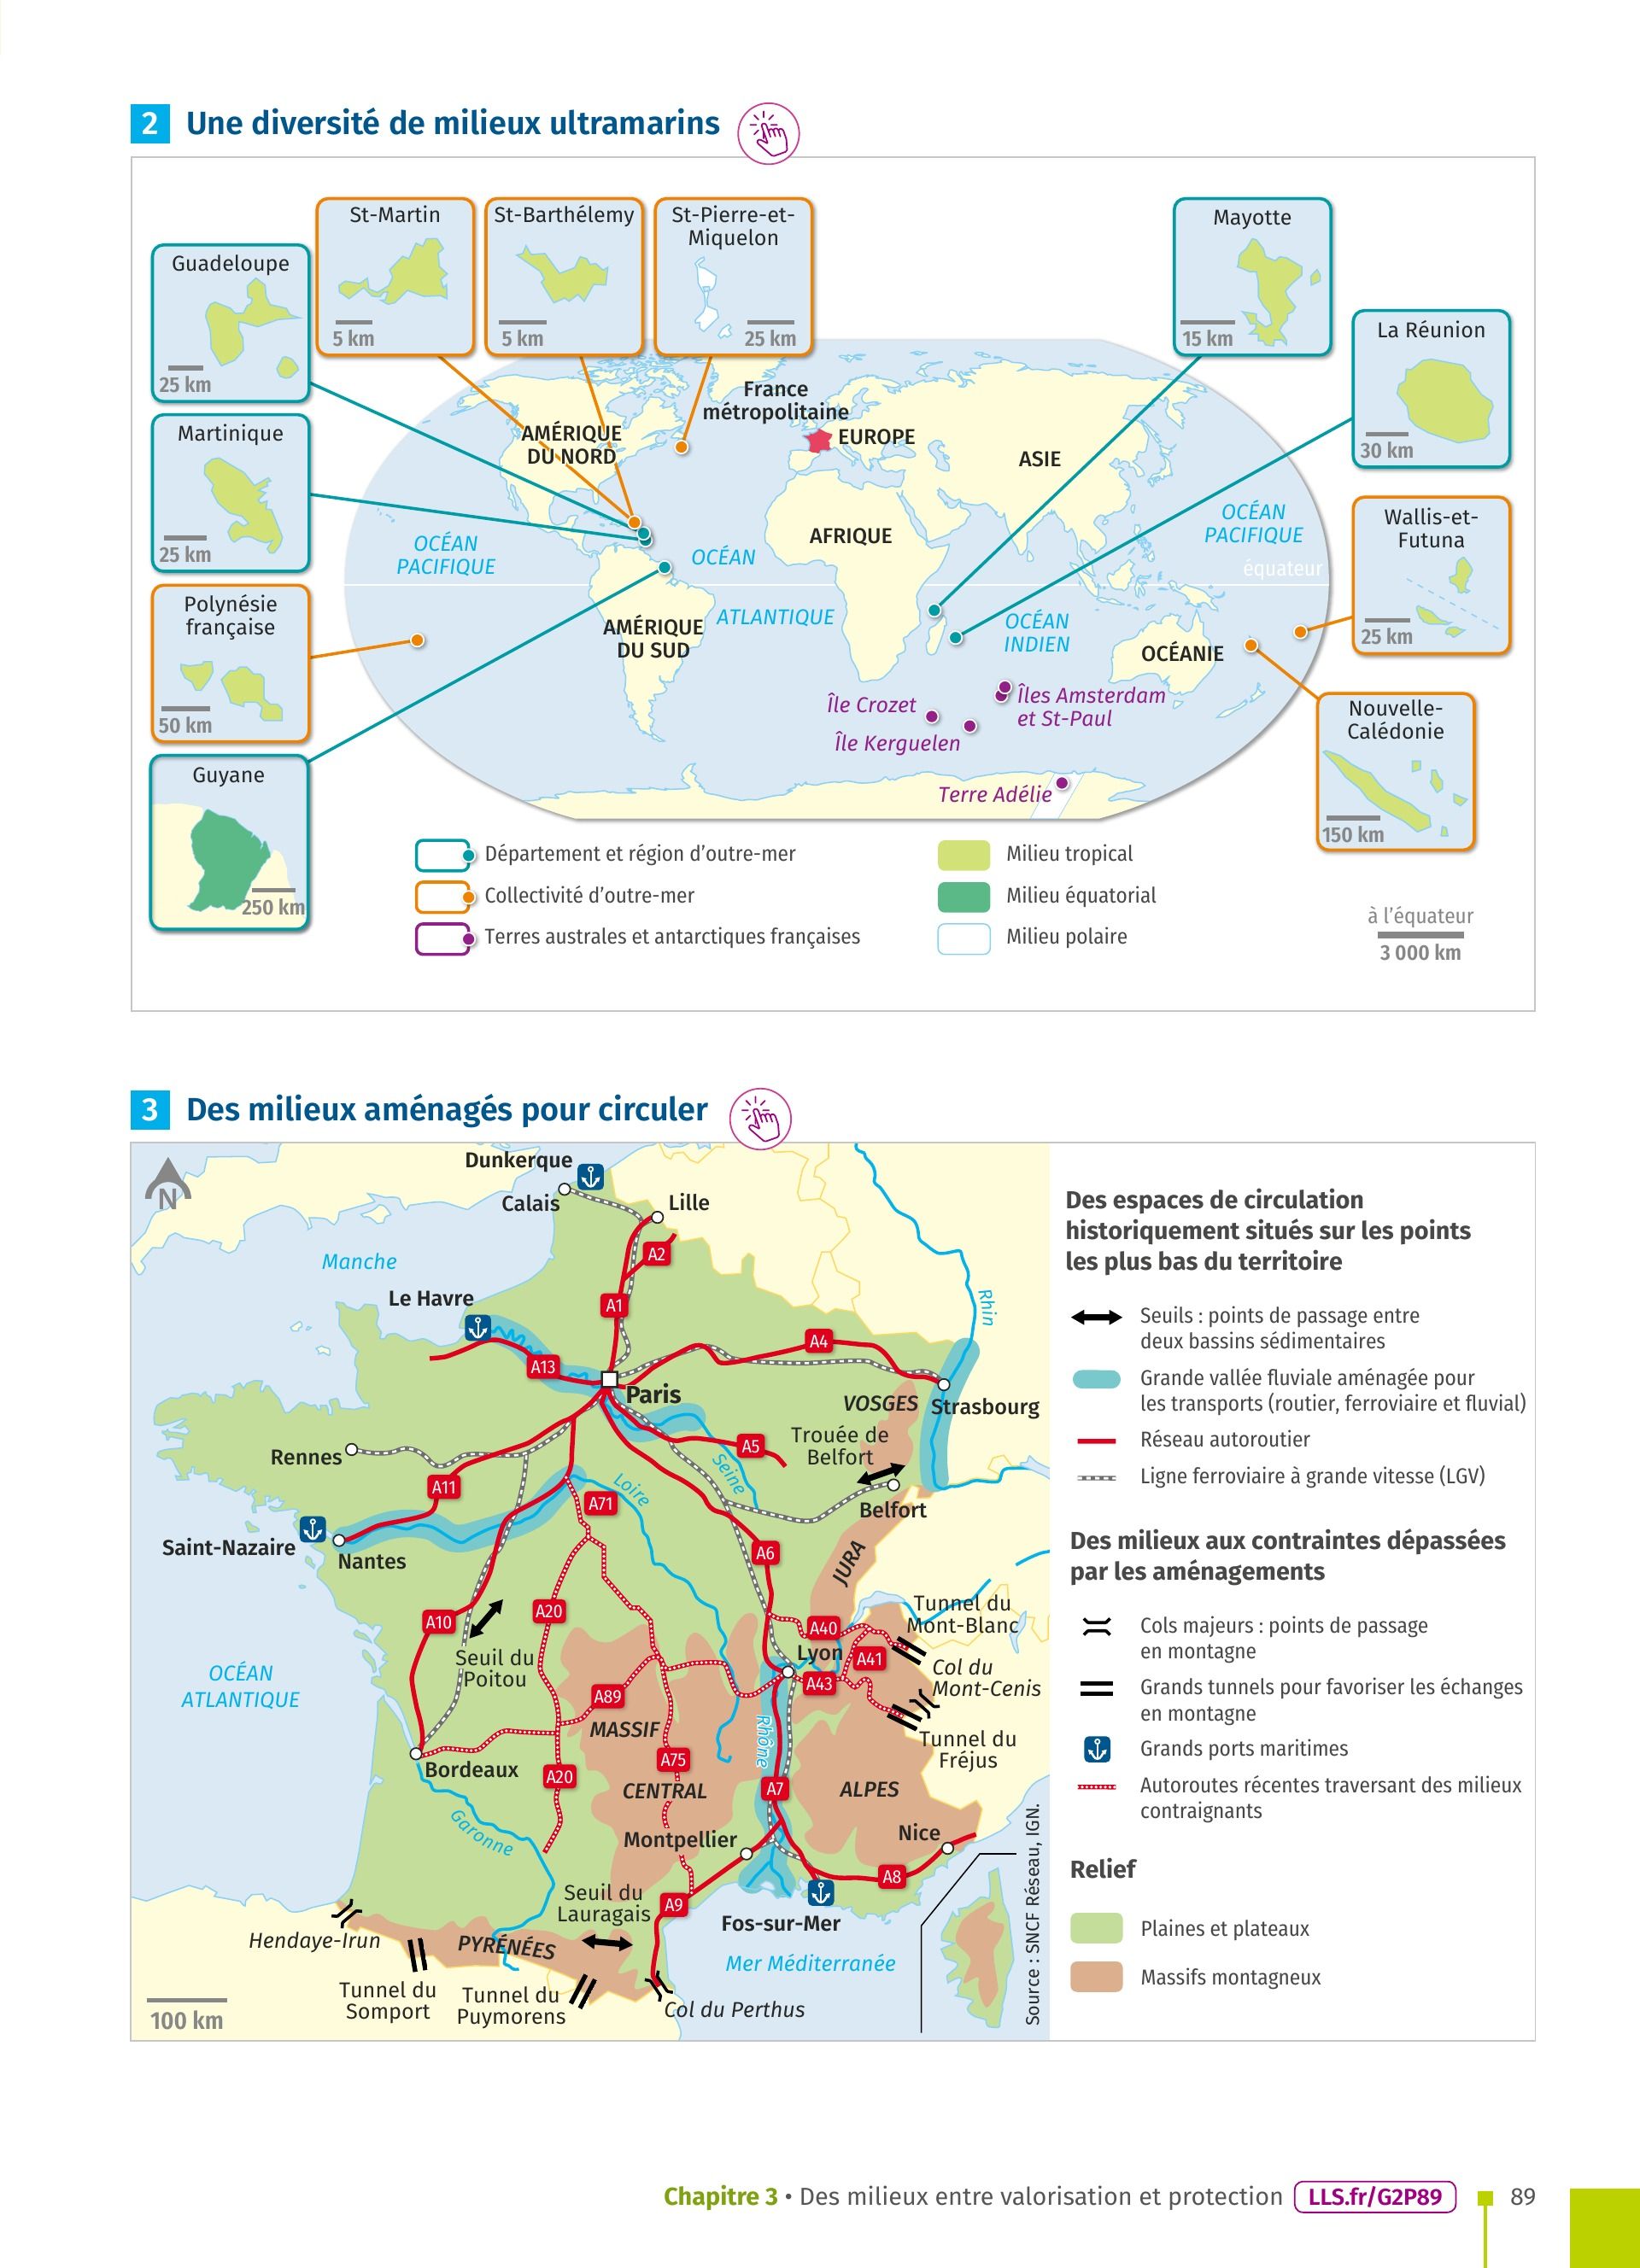 2 Une diversité de milieux ultramarins
St-Martin
5 km
St-Barthélemy
5 km
St-Pierre-et-
Miquelon
25 km
Mayotte
15 km
Guadeloupe
25 km
La Réunion
30 km
Martinique
25 km
Polynésie
française
50 km
Guyane
250 km
Wallis-et-
Futuna
25 km
Nouvelle-
Calédonie
150 km
France
métropolitaine
AMÉRIQUE
DU NORD
EUROPE
ASIE
AFRIQUE
OCÉAN
PACIFIQUE
OCÉAN
ATLANTIQUE
OCÉAN
PACIFIQUE
équateur
AMÉRIQUE
DU SUD
OCÉAN
INDIEN
OCÉANIE
Île Crozet
Îles Amsterdam
et St-Paul
Île Kerguelen
Terre Adélie
Département et région d’outre-mer
Collectivité d’outre-mer
Terres australes et antarctiques françaises
Milieu tropical
Milieu équatorial
Milieu polaire
à l’équateur
3 000 km
3 Des milieux aménagés pour circuler
N
Dunkerque
Calais
Lille
A2
Manche
Le Havre
A1
Rhin
A13
A4
Paris
VOSGES
Strasbourg
Trouée de
Belfort
A5
Rennes
Seine
A11
Loire
A71
Belfort
Saint-Nazaire
Nantes
A6
JURA
A10
A20
Tunnel du
Mont-Blanc
A40
Lyon
A41
Seuil du
Poitou
A43
Col du
Mont-Cenis
OCÉAN
ATLANTIQUE
A89
MASSIF
CENTRAL
Rhône
Tunnel du
Fréjus
A75
Bordeaux
A20
A7
ALPES
Garonne
Montpellier
Nice
A8
Seuil du
Lauragais
A9
Fos-sur-Mer
Hendaye-Irun
PYRÉNÉES
Mer Méditerranée
Tunnel du
Somport
Tunnel du
Puymorens
Col du Perthus
100 km
Source : SNCF Réseau, IGN.
Des espaces de circulation
historiquement situés sur les points
les plus bas du territoire
Seuils : points de passage entre
deux bassins sédimentaires
Grande vallée fluviale aménagée pour
les transports (routier, ferroviaire et fluvial)
Réseau autoroutier
Ligne ferroviaire à grande vitesse (LGV)
Des milieux aux contraintes dépassées
par les aménagements
Cols majeurs : points de passage
en montagne
Grands tunnels pour favoriser les échanges
en montagne
Grands ports maritimes
Autoroutes récentes traversant des milieux
contraignants
Relief
Plaines et plateaux
Massifs montagneux
Chapitre 3 • Des milieux entre valorisation et protection LLS.fr/G2P89 89